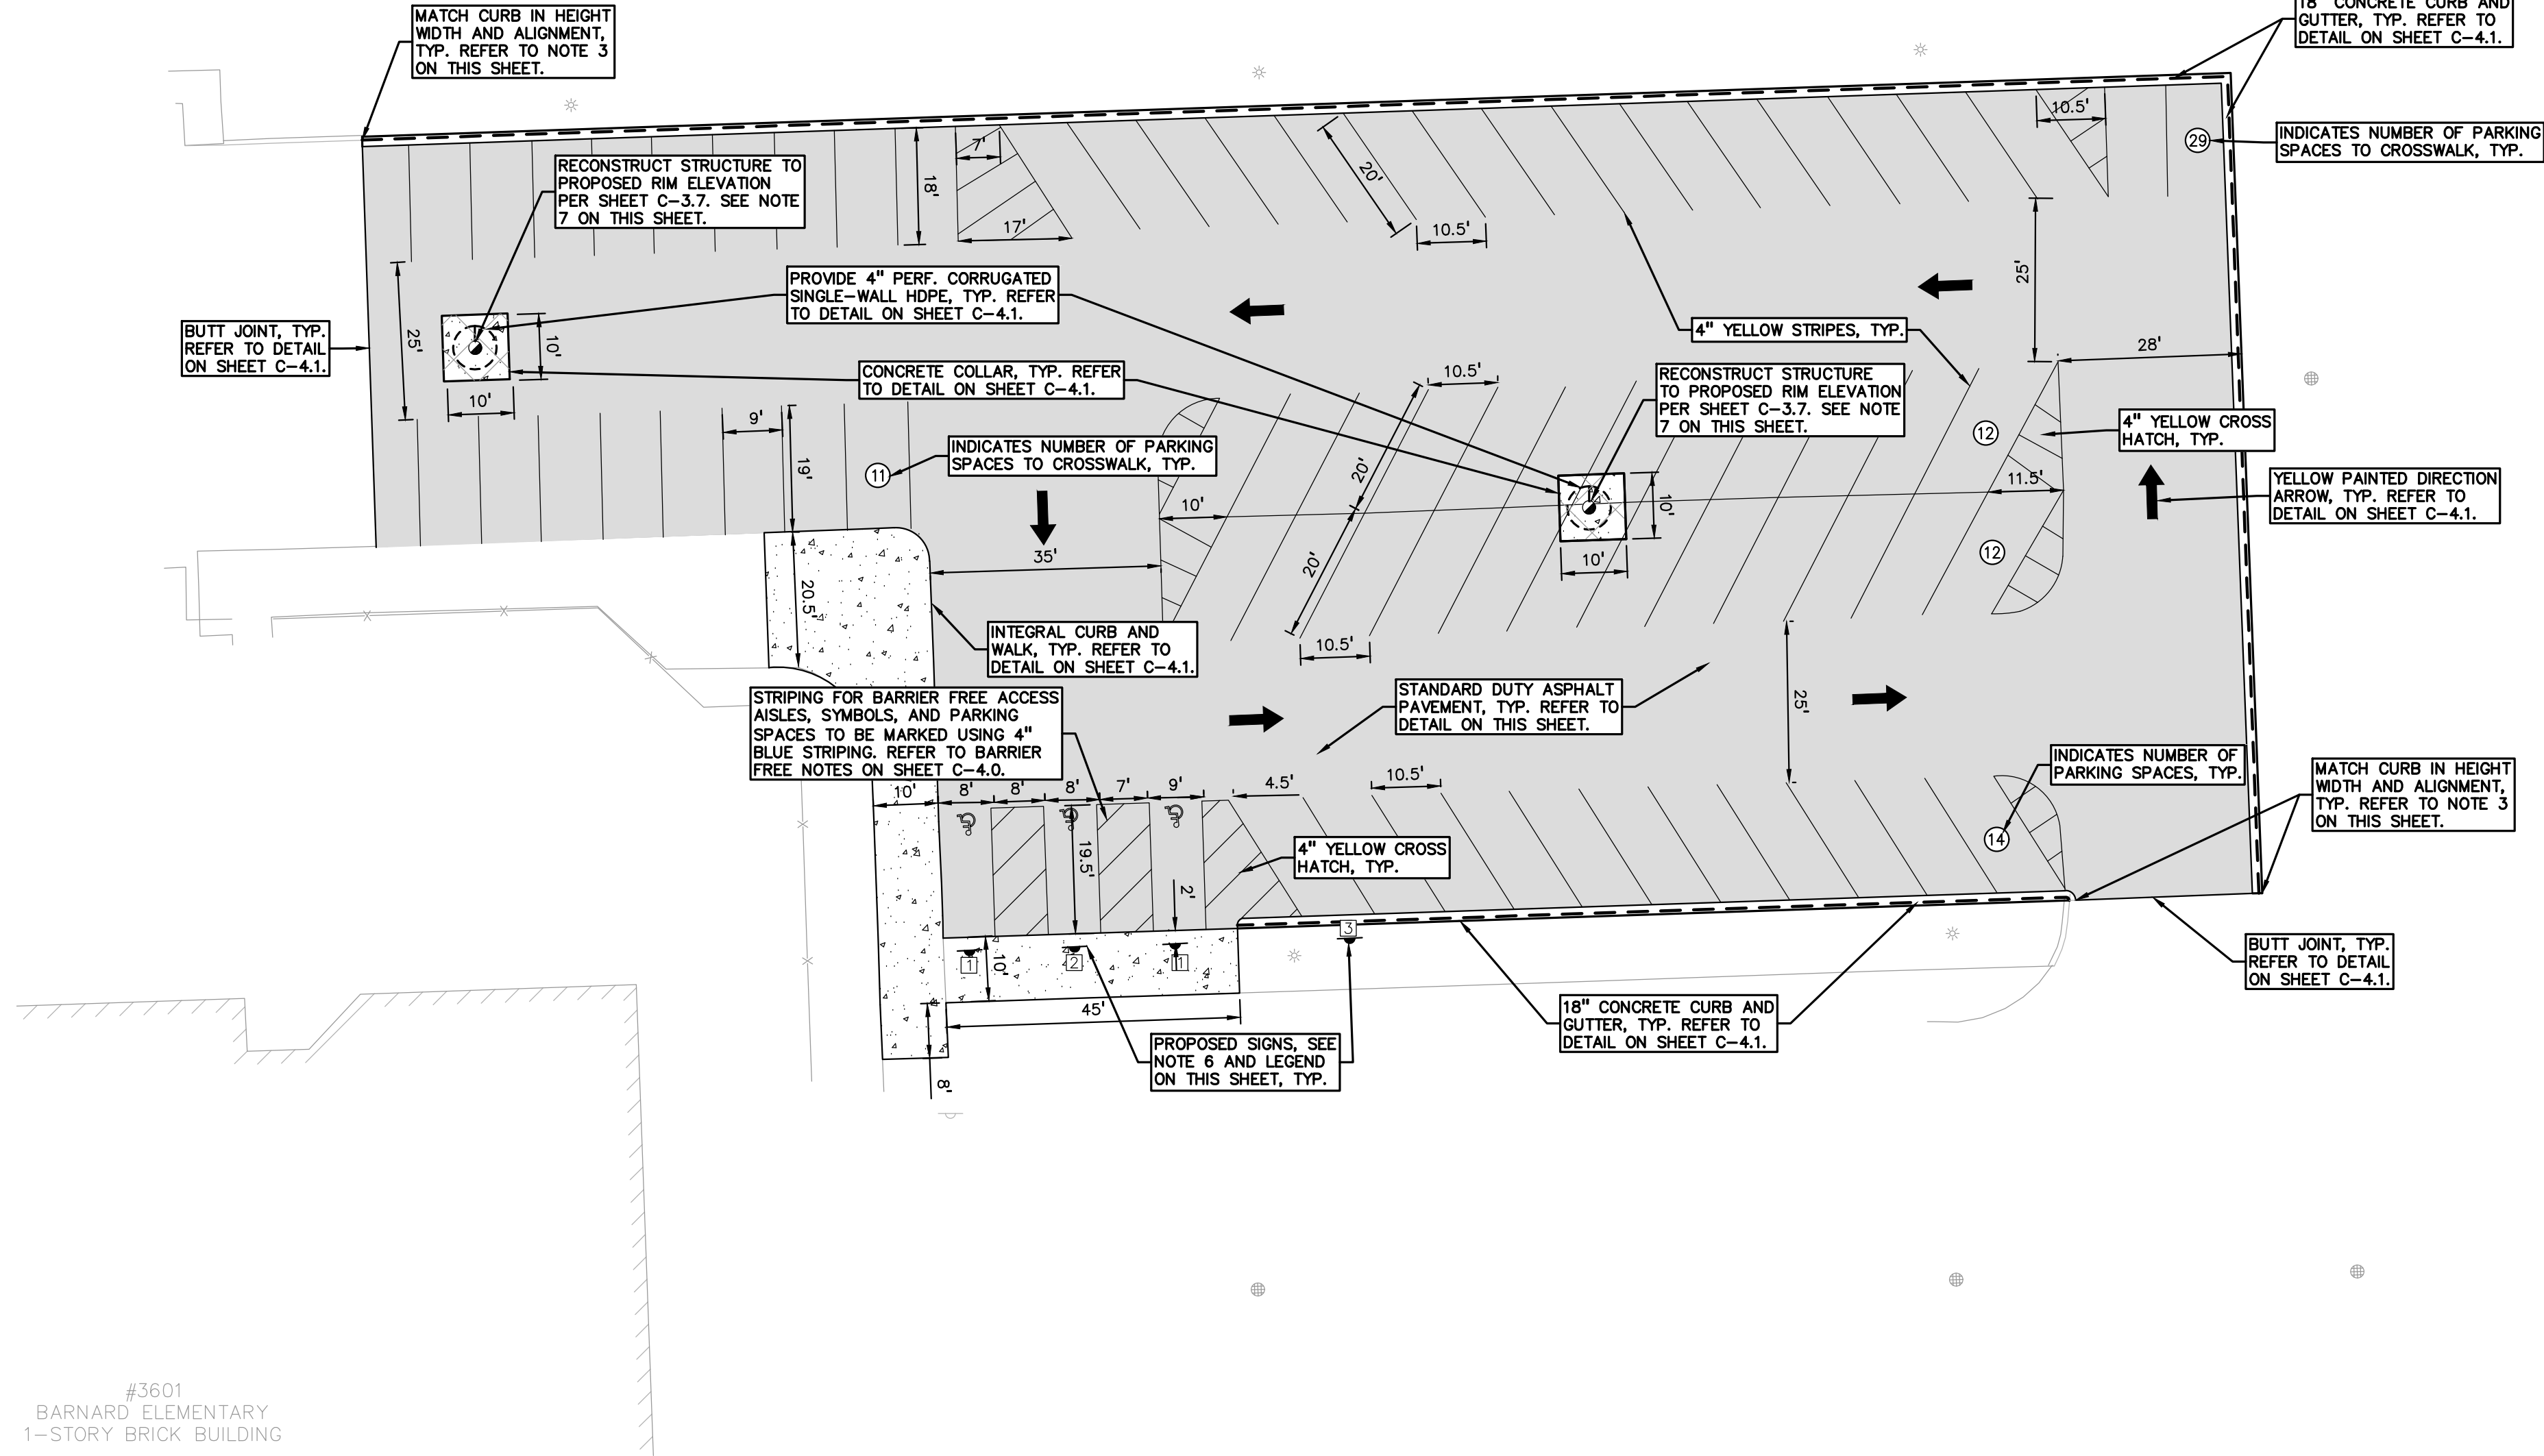 MATCH CURB IN HEIGHT
WIDTH AND ALIGNMENT,
TYP. REFER TO NOTE 3
ON THIS SHEET.
18" CONCRETE CURB AND
GUTTER, TYP. REFER TO
DETAIL ON SHEET C-4.1.
10.5'
29
INDICATES NUMBER OF PARKING
SPACES TO CROSSWALK, TYP.
7'
RECONSTRUCT STRUCTURE TO
PROPOSED RIM ELEVATION
PER SHEET C-3.7. SEE NOTE
7 ON THIS SHEET.
18'
20'
17'
10.5'
25'
PROVIDE 4" PERF. CORRUGATED
SINGLE-WALL HDPE, TYP. REFER
TO DETAIL ON SHEET C-4.1.
BUTT JOINT, TYP.
REFER TO DETAIL
ON SHEET C-4.1.
25'
10'
10'
4" YELLOW STRIPES, TYP.
28'
CONCRETE COLLAR, TYP. REFER
TO DETAIL ON SHEET C-4.1.
10.5'
RECONSTRUCT STRUCTURE
TO PROPOSED RIM ELEVATION
PER SHEET C-3.7. SEE NOTE
7 ON THIS SHEET.
9'
19'
INDICATES NUMBER OF PARKING
SPACES TO CROSSWALK, TYP.
11
12
4" YELLOW CROSS
HATCH, TYP.
20'
10'
10'
10'
11.5'
YELLOW PAINTED DIRECTION
ARROW, TYP. REFER TO
DETAIL ON SHEET C-4.1.
35'
20'
12
20.5'
INTEGRAL CURB AND
WALK, TYP. REFER TO
DETAIL ON SHEET C-4.1.
10.5'
STRIPING FOR BARRIER FREE ACCESS
AISLES, SYMBOLS, AND PARKING
SPACES TO BE MARKED USING 4"
BLUE STRIPING. REFER TO BARRIER
FREE NOTES ON SHEET C-4.0.
STANDARD DUTY ASPHALT
PAVEMENT, TYP. REFER TO
DETAIL ON THIS SHEET.
25'
INDICATES NUMBER OF
PARKING SPACES, TYP.
MATCH CURB IN HEIGHT
WIDTH AND ALIGNMENT,
TYP. REFER TO NOTE 3
ON THIS SHEET.
10'
8'
8'
8'
7'
9'
4.5'
10.5'
14
19.5'
2'
4" YELLOW CROSS
HATCH, TYP.
3
1
10'
2
1
BUTT JOINT, TYP.
REFER TO DETAIL
ON SHEET C-4.1.
45'
18" CONCRETE CURB AND
GUTTER, TYP. REFER TO
DETAIL ON SHEET C-4.1.
PROPOSED SIGNS, SEE
NOTE 6 AND LEGEND
ON THIS SHEET, TYP.
8'
#3601
BARNARD ELEMENTARY
1-STORY BRICK BUILDING